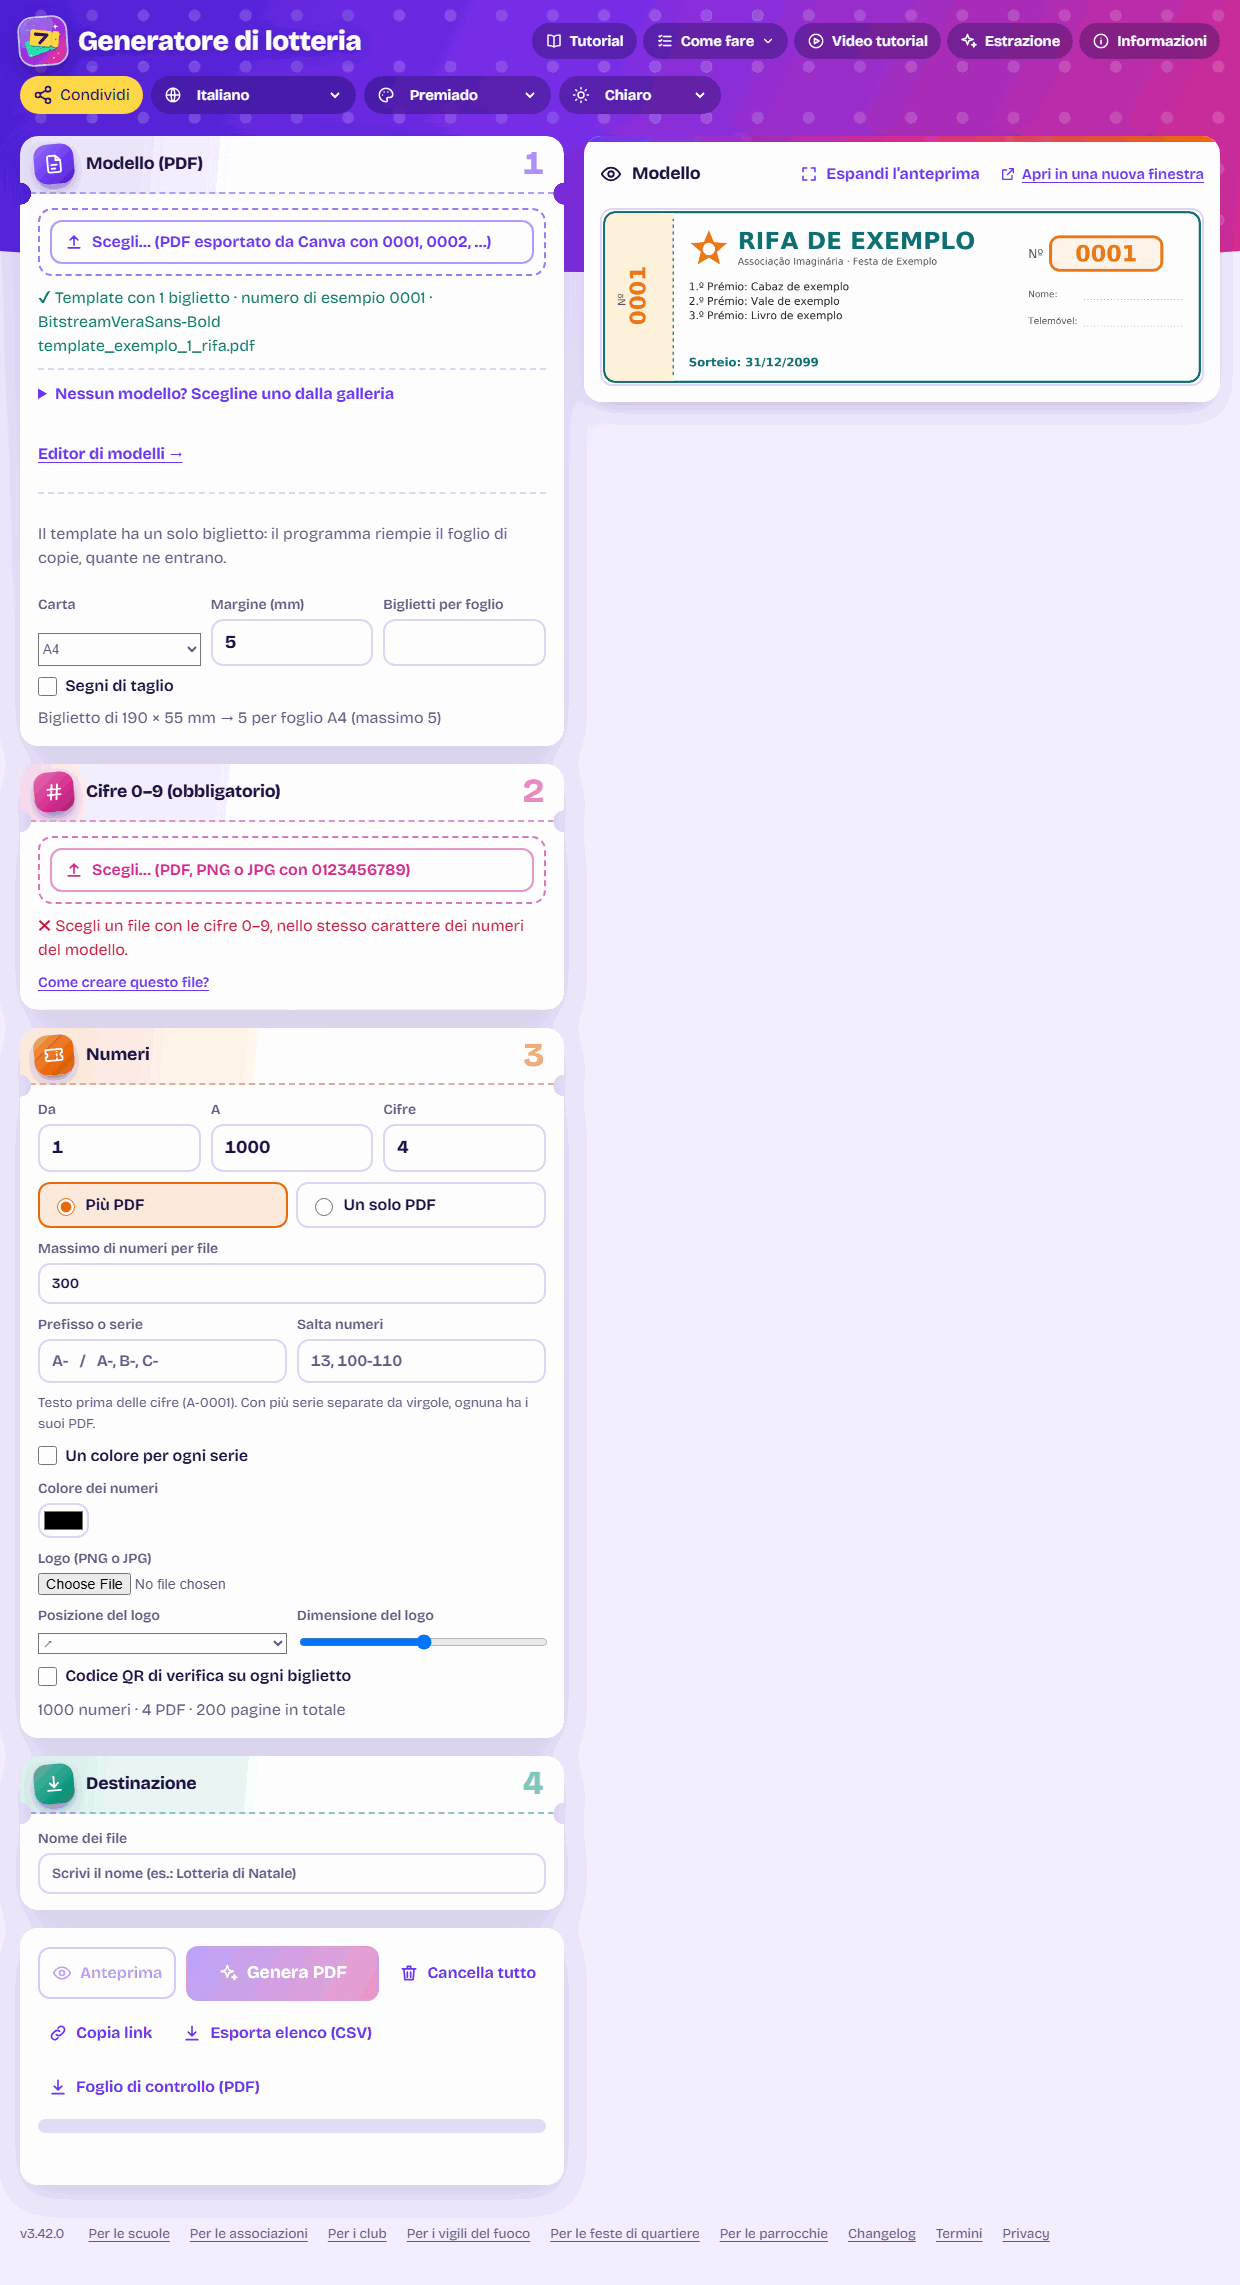 Generatore di lotteria
Tutorial
Come fare
Video tutorial
Estrazione
Informazioni
Condividi
Italiano
Premiado
Chiaro
Modello (PDF)
1
Scegli... (PDF esportato da Canva con 0001, 0002, ...)
✓ Template con 1 biglietto · numero di esempio 0001 ·
BitstreamVeraSans-Bold
template_exemplo_1_rifa.pdf
▶ Nessun modello? Scegline uno dalla galleria
Editor di modelli →
Il template ha un solo biglietto: il programma riempie il foglio di
copie, quante ne entrano.
Carta
Margine (mm)
Biglietti per foglio
A4
5
Segni di taglio
Biglietto di 190 × 55 mm → 5 per foglio A4 (massimo 5)
Cifre 0–9 (obbligatorio)
2
Scegli... (PDF, PNG o JPG con 0123456789)
✕ Scegli un file con le cifre 0–9, nello stesso carattere dei numeri
del modello.
Come creare questo file?
Numeri
3
Da
A
Cifre
1
1000
4
Più PDF
Un solo PDF
Massimo di numeri per file
300
Prefisso o serie
Salta numeri
A- / A-, B-, C-
13, 100-110
Testo prima delle cifre (A-0001). Con più serie separate da virgole, ognuna ha i
suoi PDF.
Un colore per ogni serie
Colore dei numeri
Logo (PNG o JPG)
Choose File No file chosen
Posizione del logo
Dimensione del logo
↗
Codice QR di verifica su ogni biglietto
1000 numeri · 4 PDF · 200 pagine in totale
Destinazione
4
Nome dei file
Scrivi il nome (es.: Lotteria di Natale)
Anteprima
Genera PDF
Cancella tutto
Copia link
Esporta elenco (CSV)
Foglio di controllo (PDF)
Modello
Espandi l'anteprima
Apri in una nuova finestra
Nº
0001
RIFA DE EXEMPLO
Associação Imaginária · Festa de Exemplo
1.º Prémio: Cabaz de exemplo
2.º Prémio: Vale de exemplo
3.º Prémio: Livro de exemplo
Sorteio: 31/12/2099
Nº 0001
Nome:
Telemóvel:
v3.42.0
Per le scuole
Per le associazioni
Per i club
Per i vigili del fuoco
Per le feste di quartiere
Per le parrocchie
Changelog
Termini
Privacy